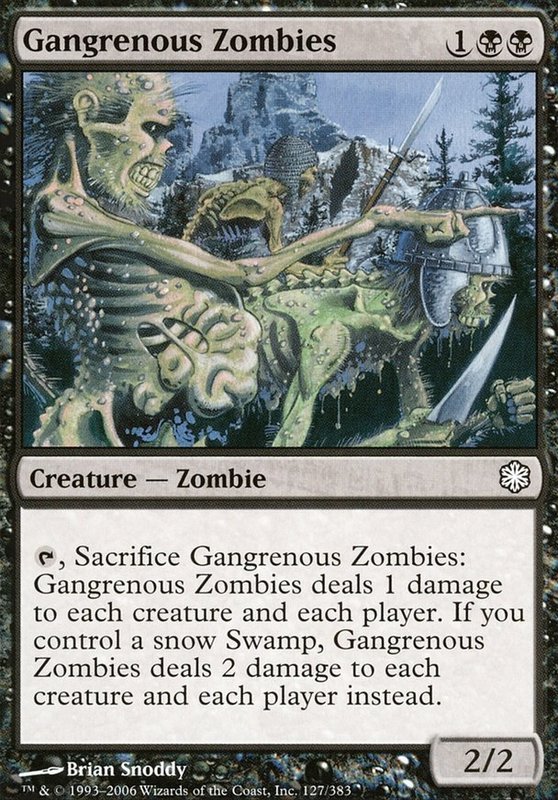 Gangrenous Zombies 1
Creature — Zombie
, Sacrifice Gangrenous Zombies:
Gangrenous Zombies deals 1 damage
to each creature and each player. If you
control a snow Swamp, Gangrenous
Zombies deals 2 damage to each
creature and each player instead.
2/2
Brian Snoddy
™ & © 1993–2006 Wizards of the Coast, Inc. 127/383